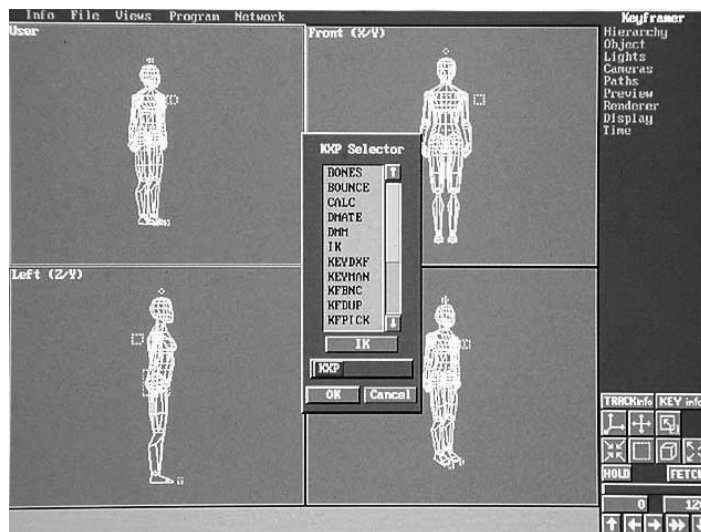 Info File Views Program Network
Keyframer
User
Front (X/Y)
Hierarchy
Object
Lights
Cameras
Paths
Preview
Renderer
Display
Time
KXP Selector
BONES
BOUNCE
CALC
DMATE
DMM
IK
KEYDXF
KEYMAN
KFBNC
KFDUP
KFPICK
IK
KXP
OK Cancel
Left (Z/Y)
TRACKinfo KEY info
HOLD FETCH
0 120